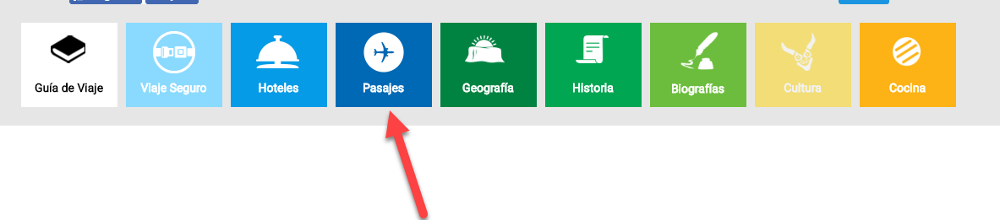 Guía de Viaje
Viaje Seguro
Hoteles
Pasajes
Geografía
Historia
Biografías
Cultura
Cocina